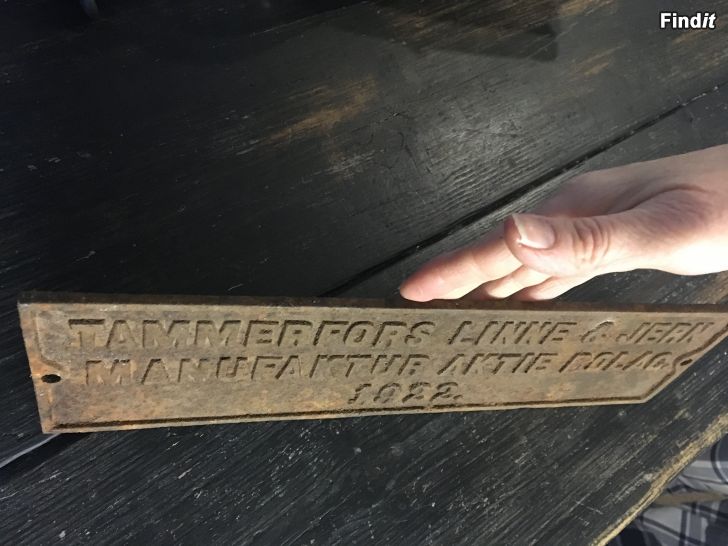 Findit
TAMMERFORS LINNE & JERN
MANUFAKTUR AKTIE BOLAG
1922.